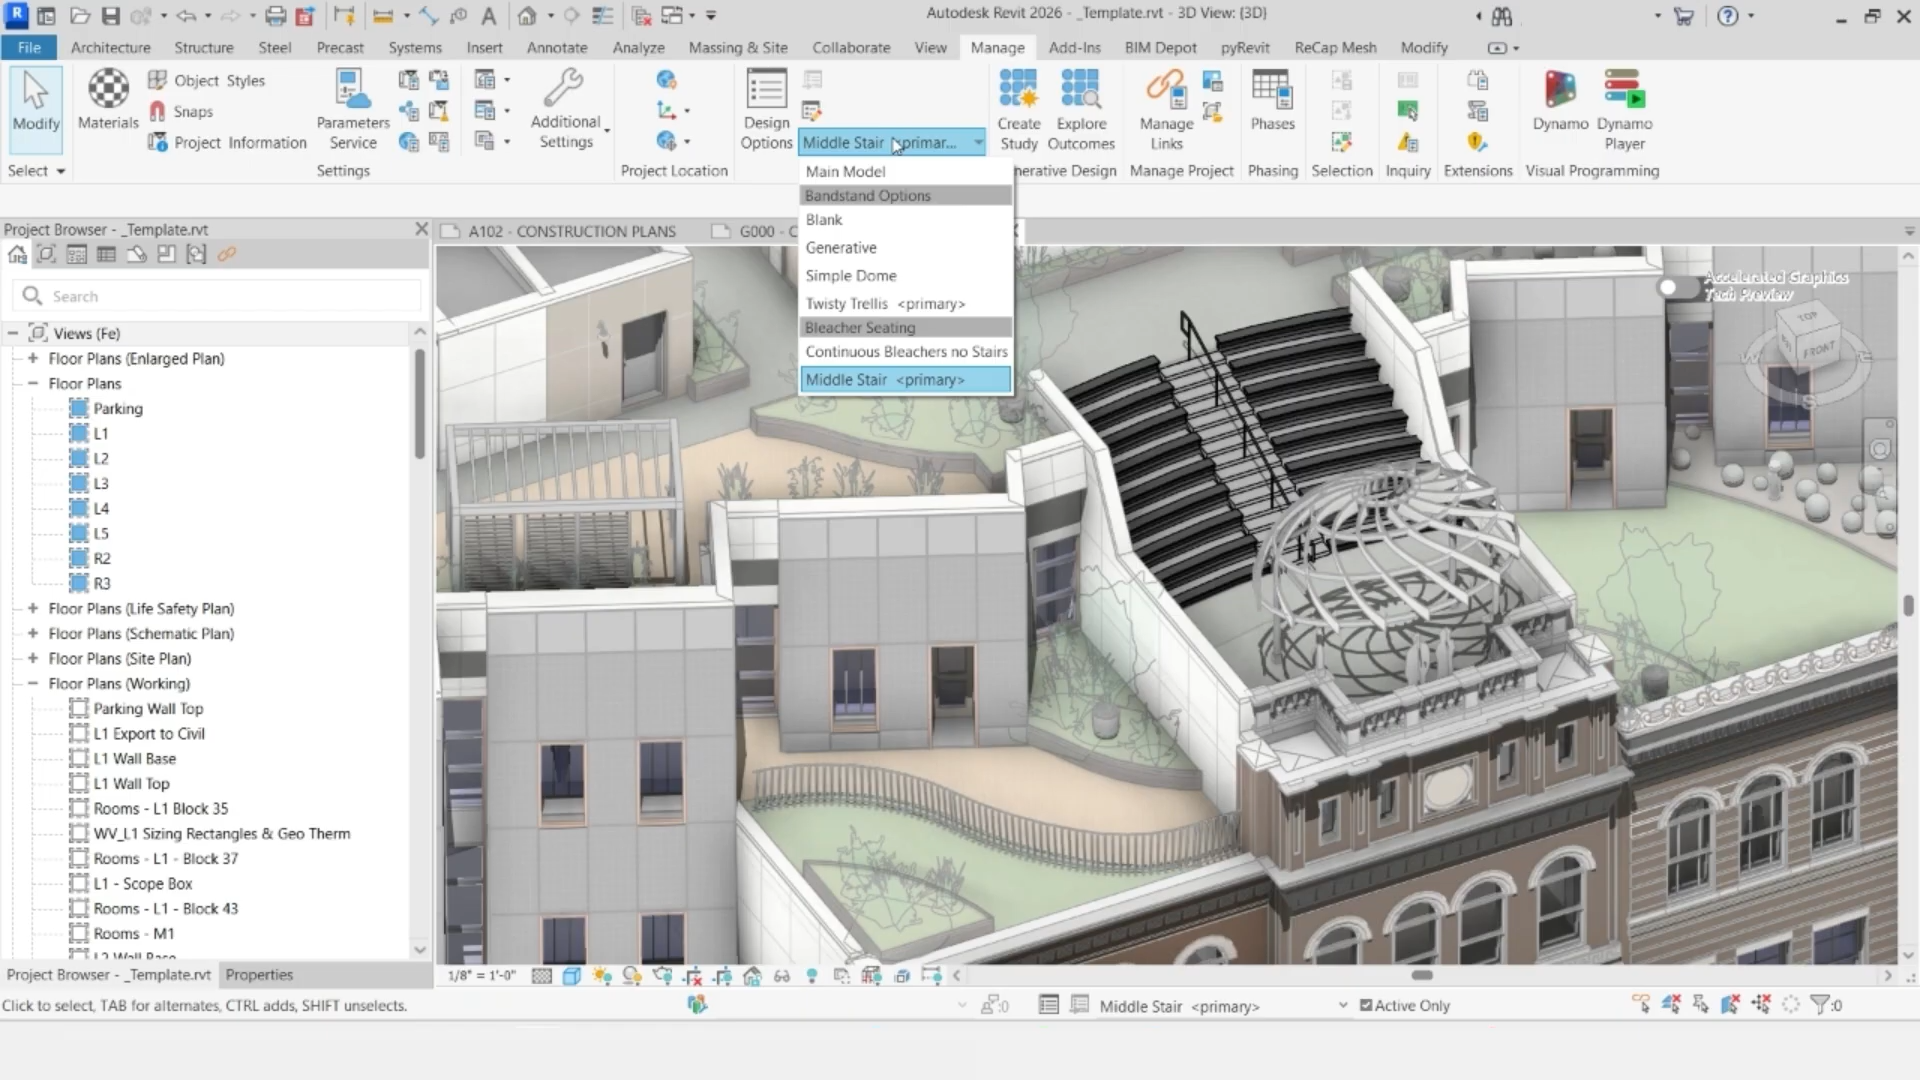 Autodesk Revit 2026 - _Template.rvt - 3D View: {3D}
File Architecture Structure Steel Precast Systems Insert Annotate Analyze Massing & Site Collaborate View Manage Add-Ins BIM Depot pyRevit ReCap Mesh Modify
Modify
Materials
Object Styles
Snaps
Project Information
Parameters Service
Additional Settings
Design Options
Middle Stair <primar...
Create Study
Explore Outcomes
Manage Links
Phases
Dynamo
Dynamo Player
Select Settings Project Location nerative Design Manage Project Phasing Selection Inquiry Extensions Visual Programming
Main Model
Bandstand Options
Blank
Generative
Simple Dome
Twisty Trellis <primary>
Bleacher Seating
Continuous Bleachers no Stairs
Middle Stair <primary>
Project Browser - _Template.rvt
A102 - CONSTRUCTION PLANS
G000 - C
Search
Views (Fe)
Floor Plans (Enlarged Plan)
Floor Plans
Parking
L1
L2
L3
L4
L5
R2
R3
Floor Plans (Life Safety Plan)
Floor Plans (Schematic Plan)
Floor Plans (Site Plan)
Floor Plans (Working)
Parking Wall Top
L1 Export to Civil
L1 Wall Base
L1 Wall Top
Rooms - L1 Block 35
WV_L1 Sizing Rectangles & Geo Therm
Rooms - L1 - Block 37
L1 - Scope Box
Rooms - L1 - Block 43
Rooms - M1
L2 Wall Base
Accelerated Graphics
Tech Preview
TOP
FRONT
W
E
S
Project Browser - _Template.rvt Properties
1/8" = 1'-0"
Click to select, TAB for alternates, CTRL adds, SHIFT unselects.
:0
Middle Stair <primary>
Active Only
:0